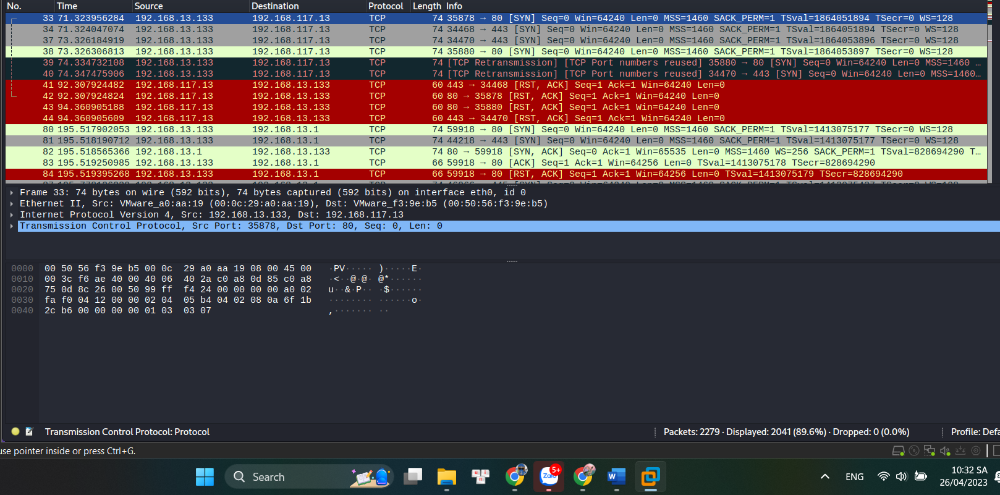 No. Time Source Destination Protocol Length Info
33 71.323956284 192.168.13.133 192.168.117.13 TCP 74 35878 → 80 [SYN] Seq=0 Win=64240 Len=0 MSS=1460 SACK_PERM=1 TSval=1864051894 TSecr=0 WS=128
34 71.324047074 192.168.13.133 192.168.117.13 TCP 74 34468 → 443 [SYN] Seq=0 Win=64240 Len=0 MSS=1460 SACK_PERM=1 TSval=1864051894 TSecr=0 WS=128
37 73.326184919 192.168.13.133 192.168.117.13 TCP 74 34470 → 443 [SYN] Seq=0 Win=64240 Len=0 MSS=1460 SACK_PERM=1 TSval=1864053896 TSecr=0 WS=128
38 73.326306813 192.168.13.133 192.168.117.13 TCP 74 35880 → 80 [SYN] Seq=0 Win=64240 Len=0 MSS=1460 SACK_PERM=1 TSval=1864053897 TSecr=0 WS=128
39 74.334732108 192.168.13.133 192.168.117.13 TCP 74 [TCP Retransmission] [TCP Port numbers reused] 35880 → 80 [SYN] Seq=0 Win=64240 Len=0 MSS=1460 …
40 74.347475906 192.168.13.133 192.168.117.13 TCP 74 [TCP Retransmission] [TCP Port numbers reused] 34470 → 443 [SYN] Seq=0 Win=64240 Len=0 MSS=1460…
41 92.307924482 192.168.117.13 192.168.13.133 TCP 60 443 → 34468 [RST, ACK] Seq=1 Ack=1 Win=64240 Len=0
42 92.307924824 192.168.117.13 192.168.13.133 TCP 60 80 → 35878 [RST, ACK] Seq=1 Ack=1 Win=64240 Len=0
43 94.360905188 192.168.117.13 192.168.13.133 TCP 60 80 → 35880 [RST, ACK] Seq=1 Ack=1 Win=64240 Len=0
44 94.360905609 192.168.117.13 192.168.13.133 TCP 60 443 → 34470 [RST, ACK] Seq=1 Ack=1 Win=64240 Len=0
80 195.517902053 192.168.13.133 192.168.13.1 TCP 74 59918 → 80 [SYN] Seq=0 Win=64240 Len=0 MSS=1460 SACK_PERM=1 TSval=1413075177 TSecr=0 WS=128
81 195.518190712 192.168.13.133 192.168.13.1 TCP 74 44218 → 443 [SYN] Seq=0 Win=64240 Len=0 MSS=1460 SACK_PERM=1 TSval=1413075177 TSecr=0 WS=128
82 195.518565366 192.168.13.1 192.168.13.133 TCP 74 80 → 59918 [SYN, ACK] Seq=0 Ack=1 Win=65535 Len=0 MSS=1460 WS=256 SACK_PERM=1 TSval=828694290 T…
83 195.519250985 192.168.13.133 192.168.13.1 TCP 66 59918 → 80 [ACK] Seq=1 Ack=1 Win=64256 Len=0 TSval=1413075178 TSecr=828694290
84 195.519395268 192.168.13.133 192.168.13.1 TCP 66 59918 → 80 [RST, ACK] Seq=1 Ack=1 Win=64256 Len=0 TSval=1413075179 TSecr=828694290
Frame 33: 74 bytes on wire (592 bits), 74 bytes captured (592 bits) on interface eth0, id 0
Ethernet II, Src: VMware_a0:aa:19 (00:0c:29:a0:aa:19), Dst: VMware_f3:9e:b5 (00:50:56:f3:9e:b5)
Internet Protocol Version 4, Src: 192.168.13.133, Dst: 192.168.117.13
Transmission Control Protocol, Src Port: 35878, Dst Port: 80, Seq: 0, Len: 0
0000 00 50 56 f3 9e b5 00 0c 29 a0 aa 19 08 00 45 00 ·PV····· )·····E·
0010 00 3c f6 ae 40 00 40 06 40 2a c0 a8 0d 85 c0 a8 ·<··@·@· @*······
0020 75 0d 8c 26 00 50 99 ff f4 24 00 00 00 00 a0 02 u··&·P·· ·$······
0030 fa f0 04 12 00 00 02 04 05 b4 04 02 08 0a 6f 1b ········ ······o·
0040 2c b6 00 00 00 00 01 03 03 07 ,······· ··
Transmission Control Protocol: Protocol Packets: 2279 · Displayed: 2041 (89.6%) · Dropped: 0 (0.0%) Profile: Defa
use pointer inside or press Ctrl+G.
Search
u i n
5+
Zalo
W
ENG
10:32 SA
26/04/2023